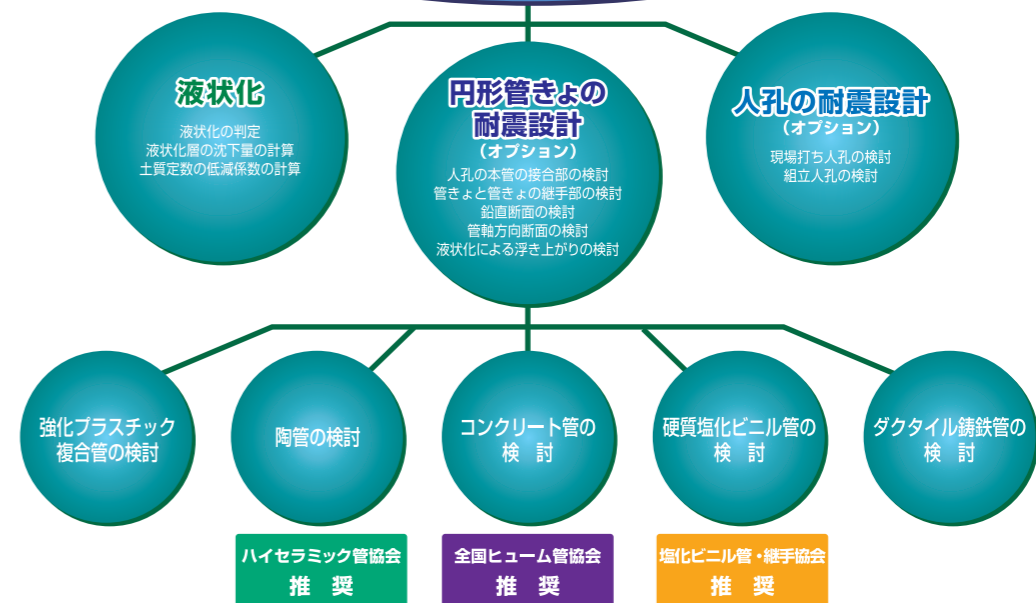 液状化
液状化の判定
液状化層の沈下量の計算
土質定数の低減係数の計算
円形管きょの
耐震設計
(オプション)
人孔の本管の接合部の検討
管きょと管きょの継手部の検討
鉛直断面の検討
管軸方向断面の検討
液状化による浮き上がりの検討
人孔の耐震設計
(オプション)
現場打ち人孔の検討
組立人孔の検討
強化プラスチック
複合管の検討
陶管の検討
コンクリート管の
検 討
硬質塩化ビニル管の
検 討
ダクタイル鋳鉄管の
検 討
ハイセラミック管協会
推 奨
全国ヒューム管協会
推 奨
塩化ビニル管・継手協会
推 奨